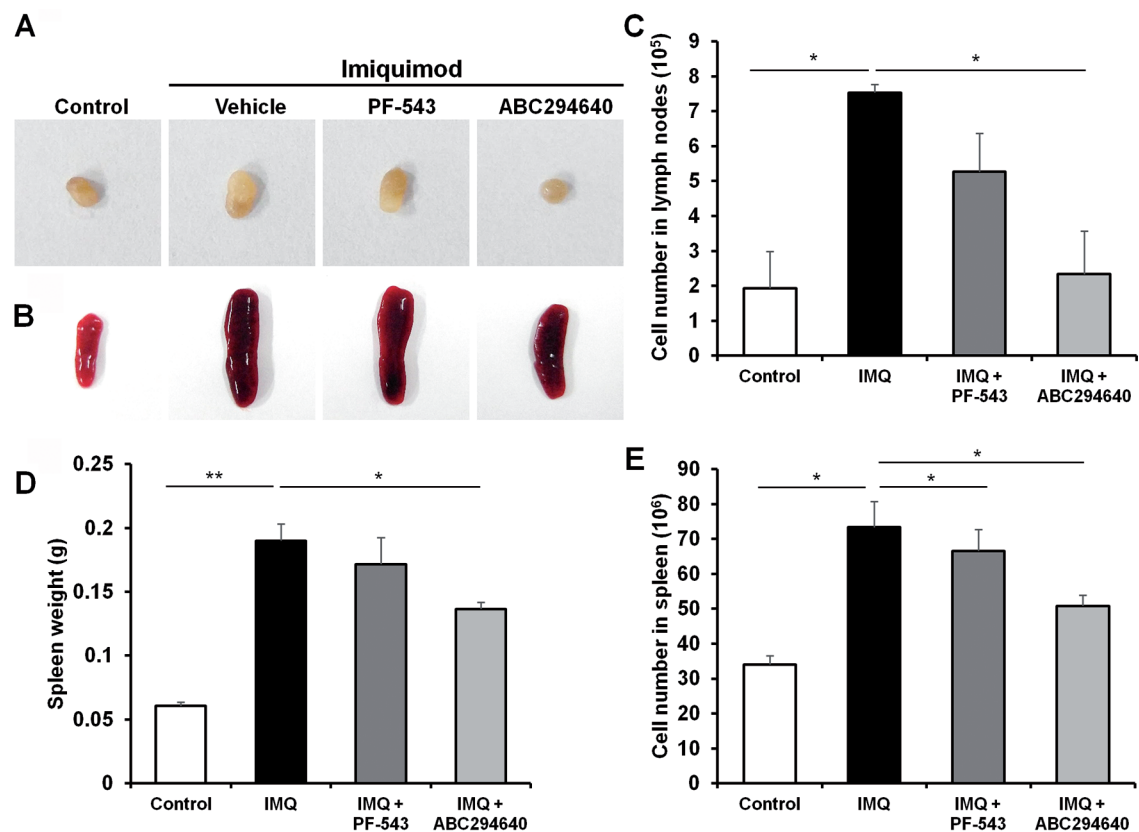 A
Imiquimod
Control Vehicle PF-543 ABC294640
B
C
Cell number in lymph nodes (10⁵)
9
8
7
6
5
4
3
2
1
0
* *
Control IMQ IMQ + PF-543 IMQ + ABC294640
D
Spleen weight (g)
0.25
0.2
0.15
0.1
0.05
0
** *
Control IMQ IMQ + PF-543 IMQ + ABC294640
E
Cell number in spleen (10⁶)
90
80
70
60
50
40
30
20
10
0
*
* *
Control IMQ IMQ + PF-543 IMQ + ABC294640